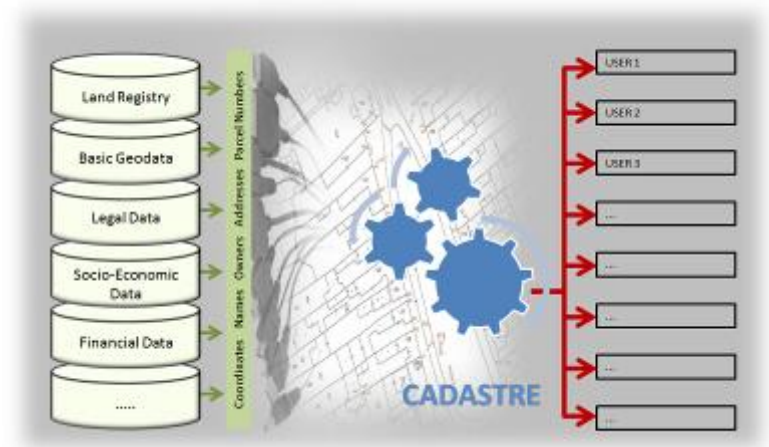 Land Registry
Basic Geodata
Legal Data
Socio-Economic
Data
Financial Data
.....
Coordinates Names Owners Addresses Parcel Numbers
CADASTRE
USER 1
USER 2
USER 3
....
....
....
....
....